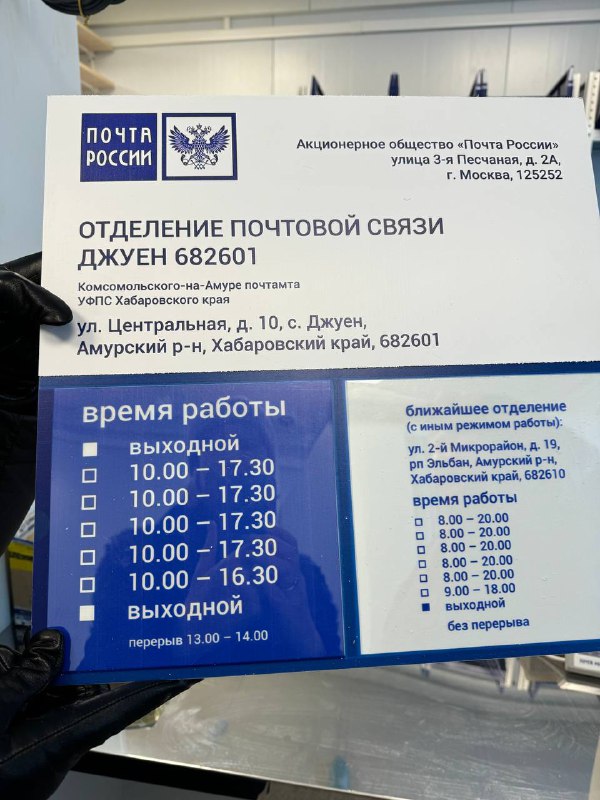 ПОЧТА
РОССИИ
Акционерное общество «Почта России»
улица 3-я Песчаная, д. 2А,
г. Москва, 125252
ОТДЕЛЕНИЕ ПОЧТОВОЙ СВЯЗИ
ДЖУЕН 682601
Комсомольского-на-Амуре почтамта
УФПС Хабаровского края
ул. Центральная, д. 10, с. Джуен,
Амурский р-н, Хабаровский край, 682601
время работы
выходной
10.00 – 17.30
10.00 – 17.30
10.00 – 17.30
10.00 – 17.30
10.00 – 16.30
выходной
перерыв 13.00 – 14.00
ближайшее отделение
(с иным режимом работы):
ул. 2-й Микрорайон, д. 19,
рп Эльбан, Амурский р-н,
Хабаровский край, 682610
время работы
8.00 – 20.00
8.00 – 20.00
8.00 – 20.00
8.00 – 20.00
8.00 – 20.00
9.00 – 18.00
выходной
без перерыва